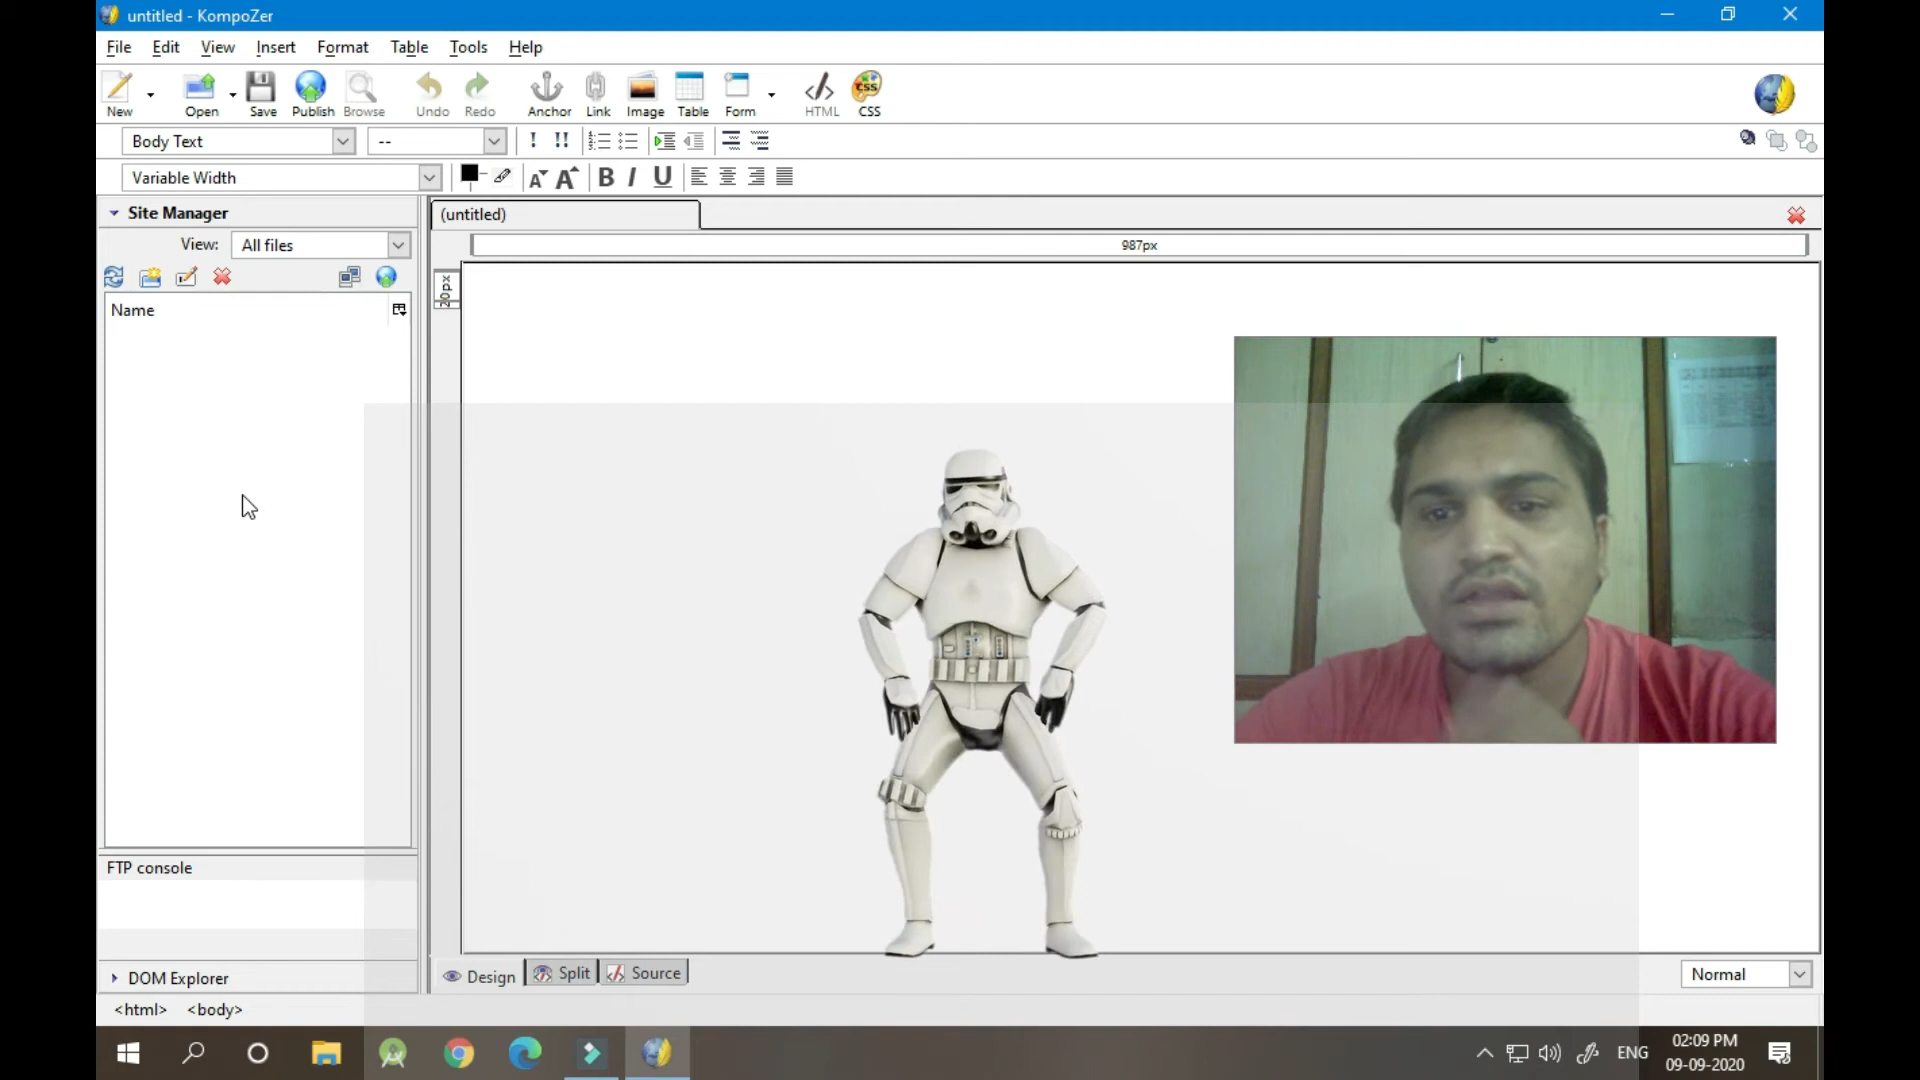 untitled - KompoZer
File Edit View Insert Format Table Tools Help
New Open Save Publish Browse Undo Redo Anchor Link Image Table Form HTML CSS
Body Text -- ! !!
Variable Width A A B I U
Site Manager
(untitled)
View: All files
987px
20px
Name
FTP console
DOM Explorer
Design Split Source Normal
<html> <body>
ENG
02:09 PM
09-09-2020